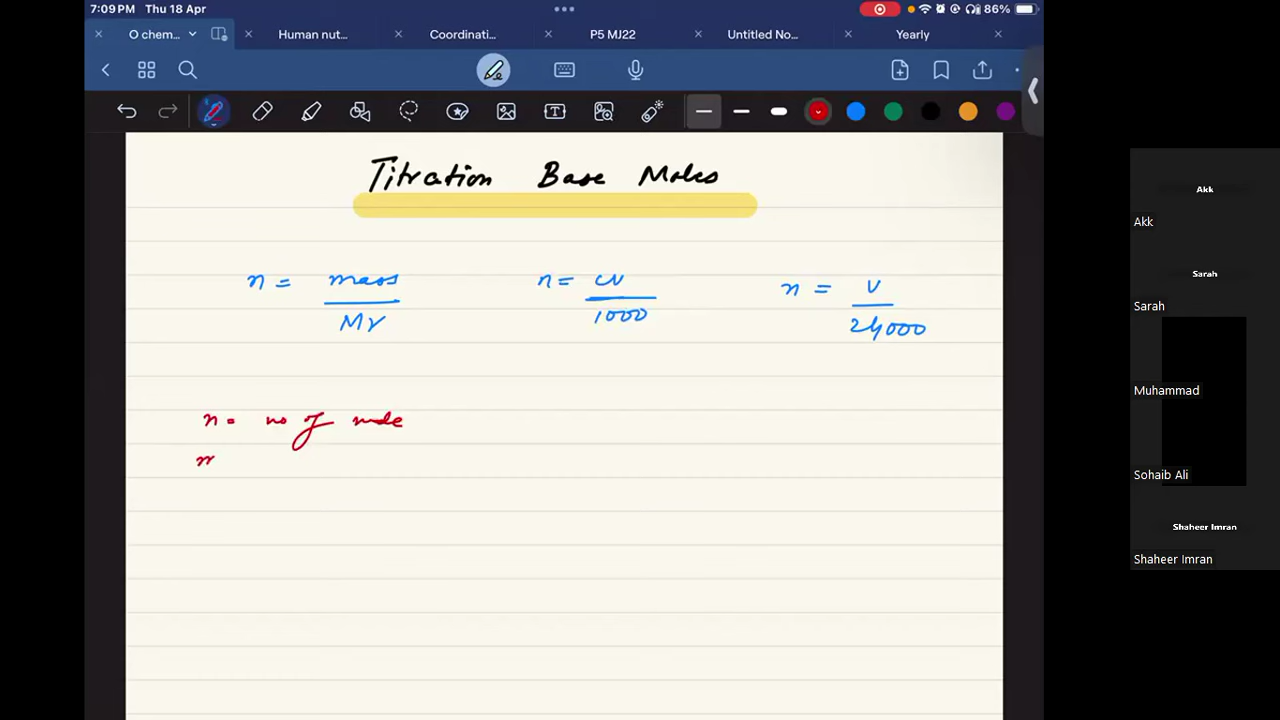 7:09 PM Thu 18 Apr
86%
O chem... Human nut... Coordinati... P5 MJ22 Untitled No... Yearly
Titration Base Moles
n = mass / Mr n = CV / 1000 n = V / 24000
n = no of mole
m
Akk
Akk
Sarah
Sarah
Muhammad
Sohaib Ali
Shaheer Imran
Shaheer Imran